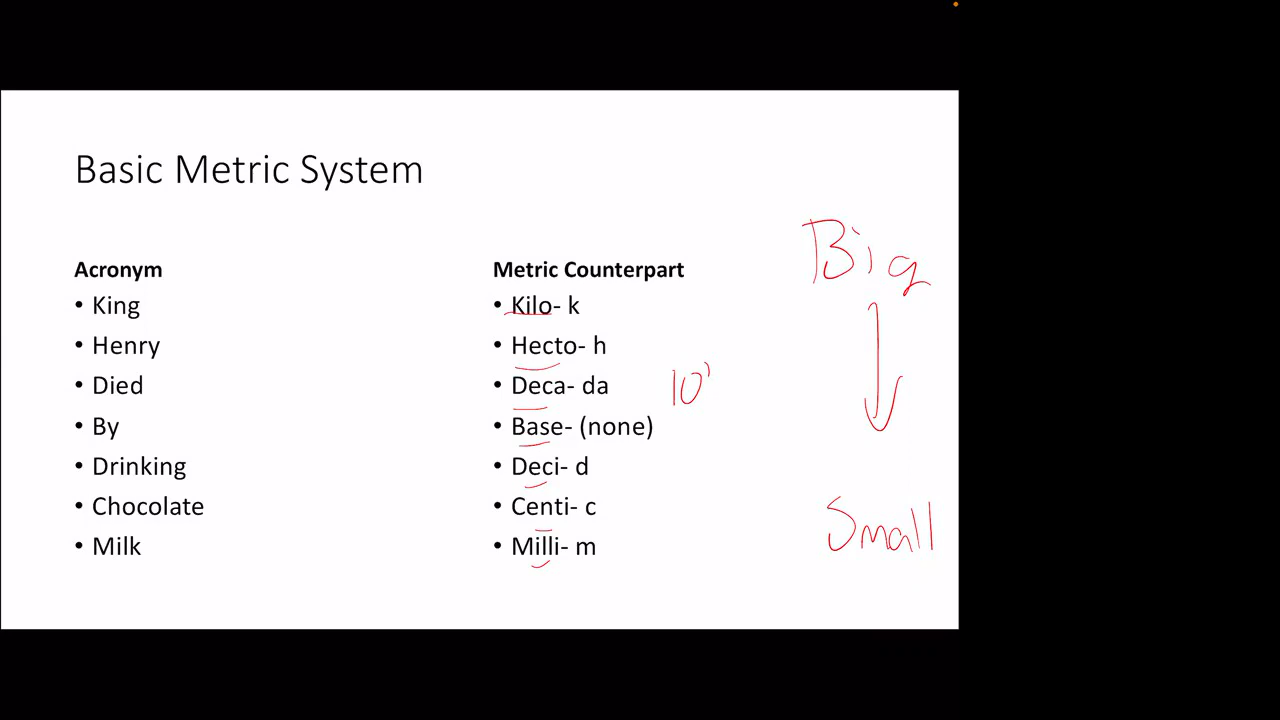 Basic Metric System
Acronym
• King
• Henry
• Died
• By
• Drinking
• Chocolate
• Milk
Metric Counterpart
• Kilo- k
• Hecto- h
• Deca- da
• Base- (none)
• Deci- d
• Centi- c
• Milli- m
10¹
Big
Small